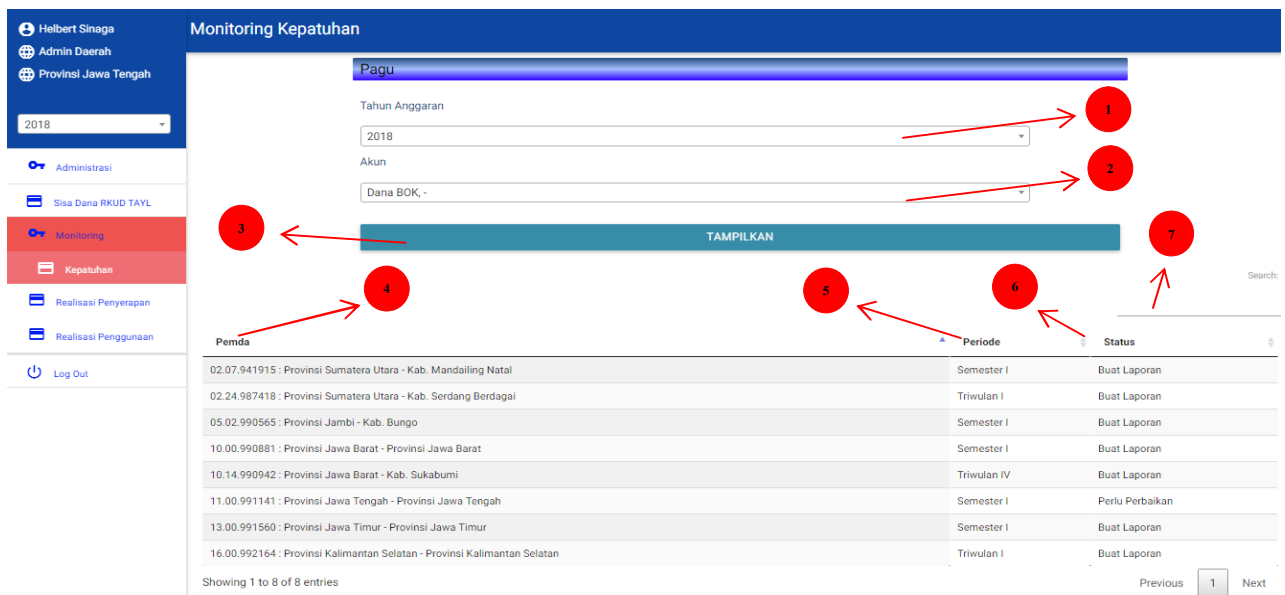 Helbert Sinaga
Admin Daerah
Provinsi Jawa Tengah
2018
Administrasi
Sisa Dana RKUD TAYL
Monitoring
Kepatuhan
Realisasi Penyerapan
Realisasi Penggunaan
Log Out
Monitoring Kepatuhan
Pagu
Tahun Anggaran
1
2018
Akun
2
Dana BOK, -
3
TAMPILKAN
7
Search:
4
5
6
Pemda Periode Status
02.07.941915 : Provinsi Sumatera Utara - Kab. Mandailing Natal Semester I Buat Laporan
02.24.987418 : Provinsi Sumatera Utara - Kab. Serdang Berdagai Triwulan I Buat Laporan
05.02.990565 : Provinsi Jambi - Kab. Bungo Semester I Buat Laporan
10.00.990881 : Provinsi Jawa Barat - Provinsi Jawa Barat Semester I Buat Laporan
10.14.990942 : Provinsi Jawa Barat - Kab. Sukabumi Triwulan IV Buat Laporan
11.00.991141 : Provinsi Jawa Tengah - Provinsi Jawa Tengah Semester I Perlu Perbaikan
13.00.991560 : Provinsi Jawa Timur - Provinsi Jawa Timur Semester I Buat Laporan
16.00.992164 : Provinsi Kalimantan Selatan - Provinsi Kalimantan Selatan Triwulan I Buat Laporan
Showing 1 to 8 of 8 entries
Previous 1 Next